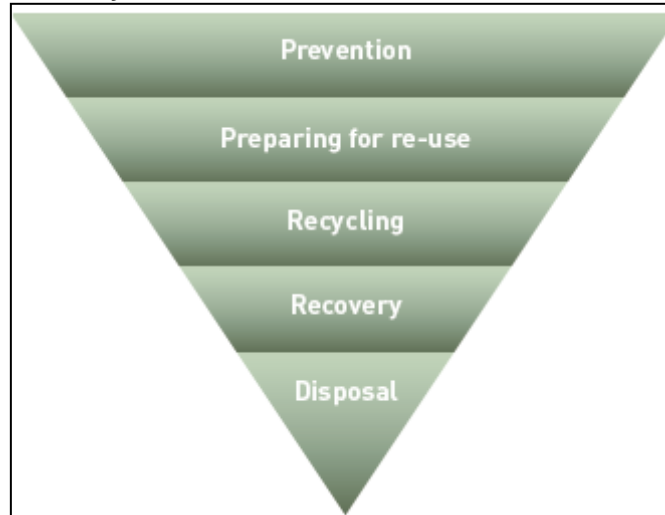 Prevention
Preparing for re-use
Recycling
Recovery
Disposal